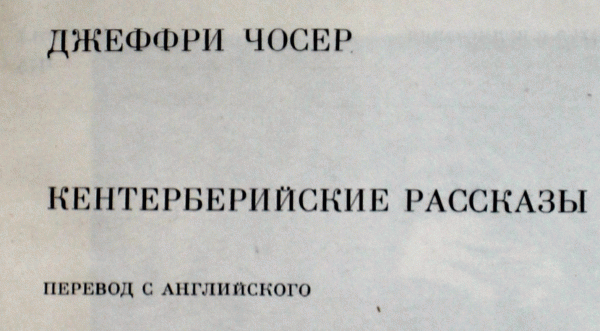 ДЖЕФФРИ ЧОСЕР
КЕНТЕРБЕРИЙСКИЕ РАССКАЗЫ
ПЕРЕВОД С АНГЛИЙСКОГО